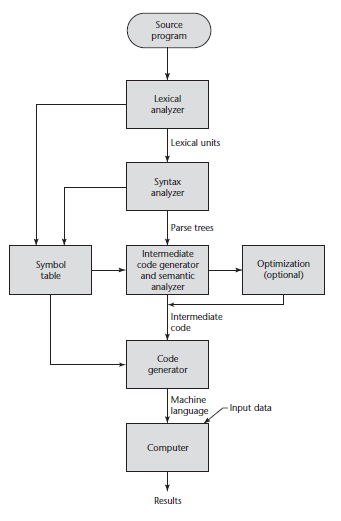 Source
program
Lexical
analyzer
Lexical units
Syntax
analyzer
Parse trees
Symbol
table
Intermediate
code generator
and semantic
analyzer
Optimization
(optional)
Intermediate
code
Code
generator
Machine
language
Input data
Computer
Results